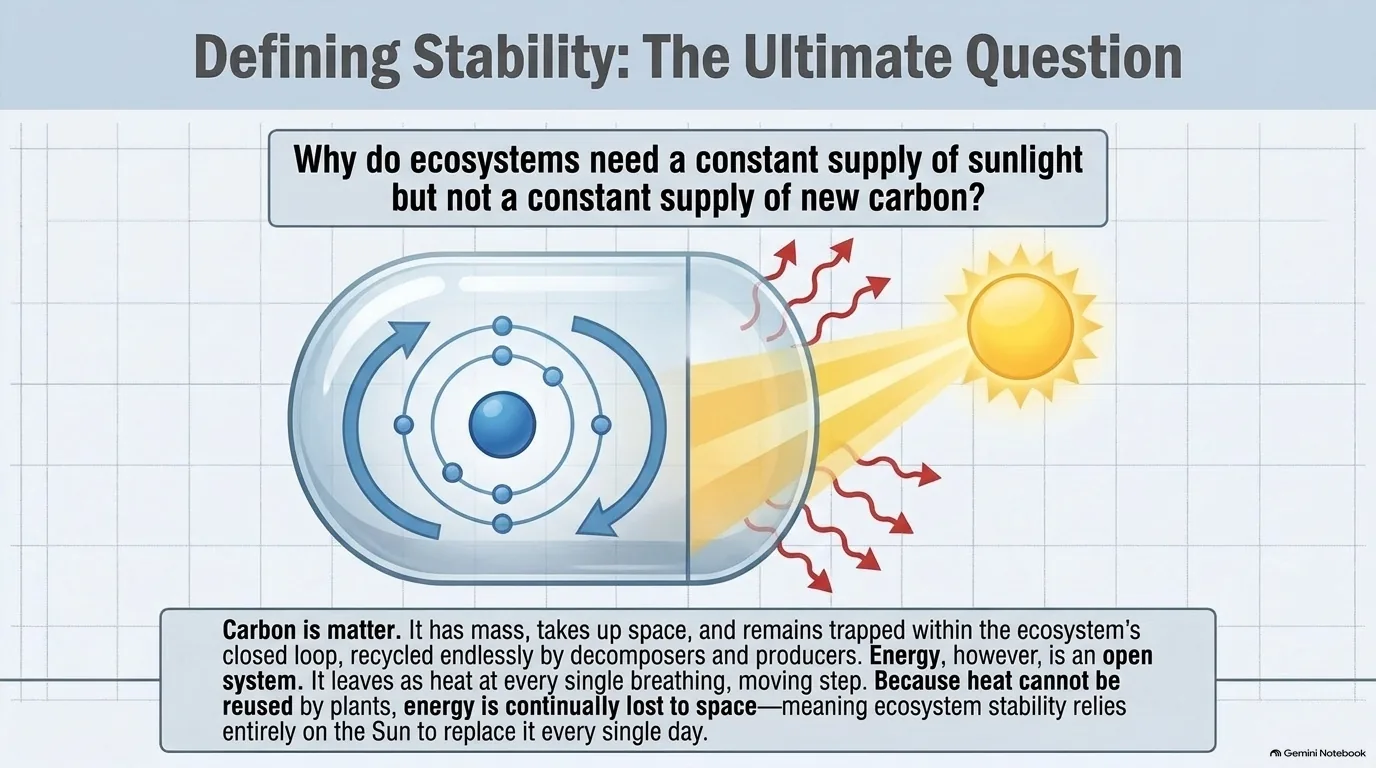 Defining Stability: The Ultimate Question
Why do ecosystems need a constant supply of sunlight
but not a constant supply of new carbon?
Carbon is matter. It has mass, takes up space, and remains trapped within the ecosystem's
closed loop, recycled endlessly by decomposers and producers. Energy, however, is an open
system. It leaves as heat at every single breathing, moving step. Because heat cannot be
reused by plants, energy is continually lost to space—meaning ecosystem stability relies
entirely on the Sun to replace it every single day.
Gemini Notebook